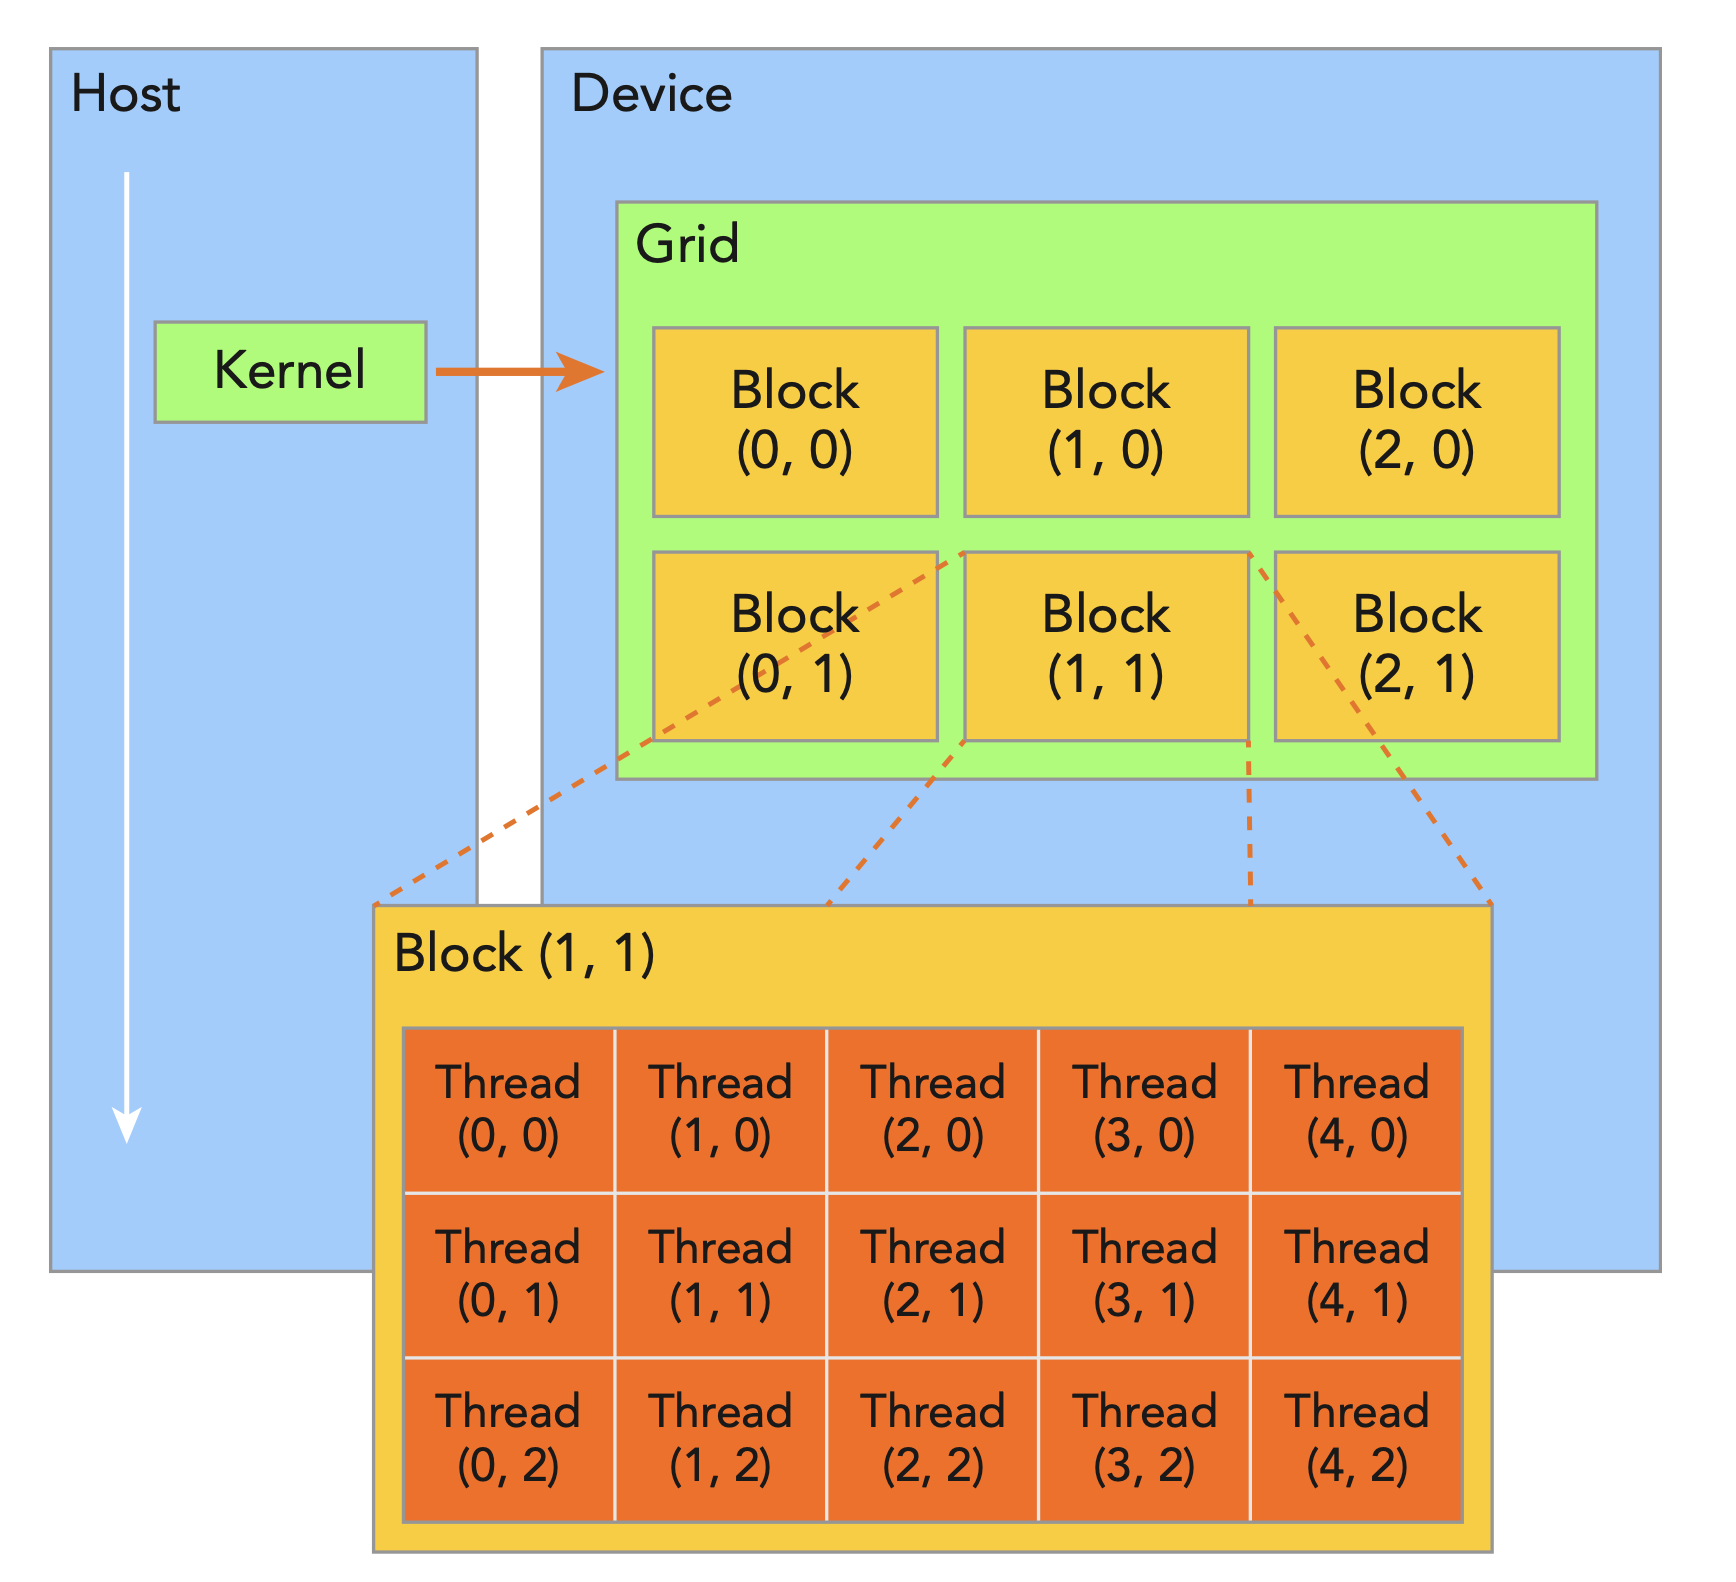 Host
Device
Grid
Kernel
Block
(0, 0)
Block
(1, 0)
Block
(2, 0)
Block
(0, 1)
Block
(1, 1)
Block
(2, 1)
Block (1, 1)
Thread
(0, 0)
Thread
(1, 0)
Thread
(2, 0)
Thread
(3, 0)
Thread
(4, 0)
Thread
(0, 1)
Thread
(1, 1)
Thread
(2, 1)
Thread
(3, 1)
Thread
(4, 1)
Thread
(0, 2)
Thread
(1, 2)
Thread
(2, 2)
Thread
(3, 2)
Thread
(4, 2)